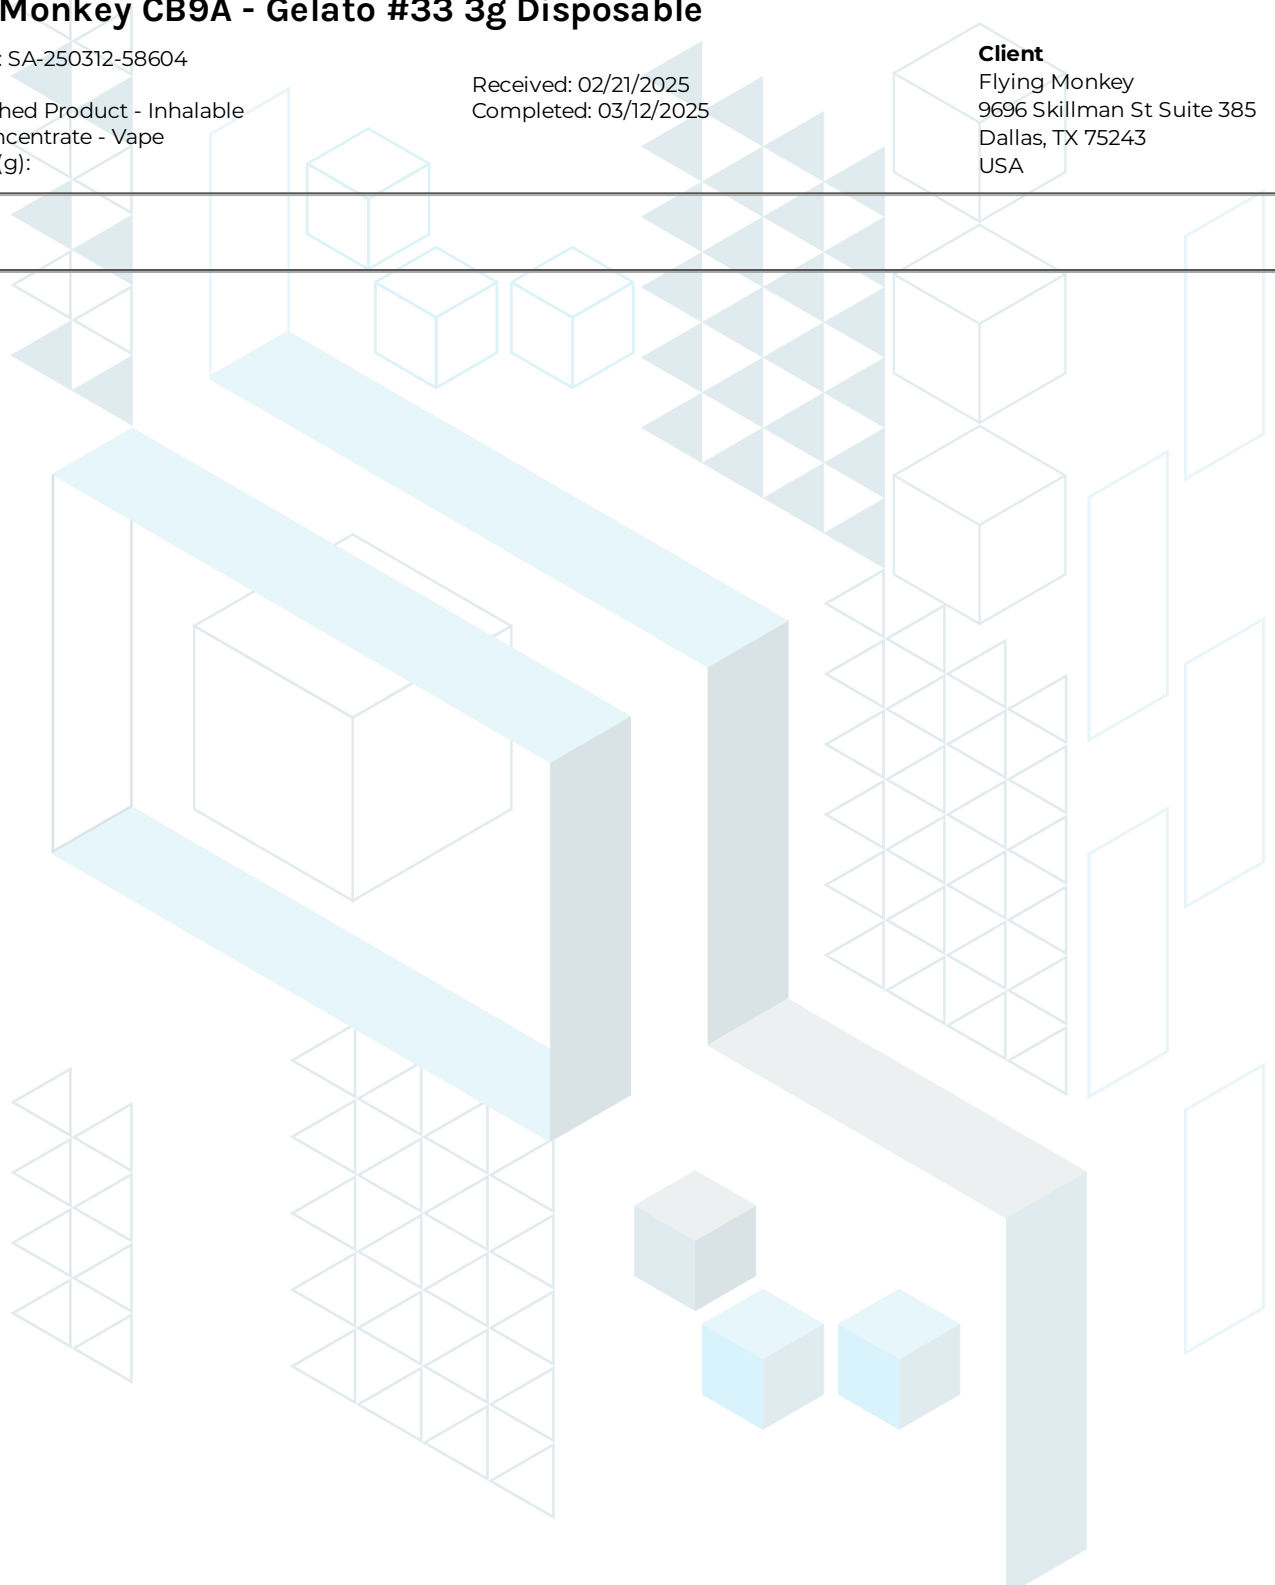 Monkey CB9A - Gelato #33 3g Disposable
: SA-250312-58604
hed Product - Inhalable
ncentrate - Vape
(g):
Received: 02/21/2025
Completed: 03/12/2025
Client
Flying Monkey
9696 Skillman St Suite 385
Dallas, TX 75243
USA